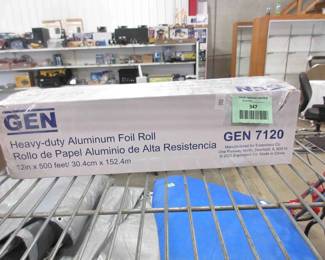 GEN
347
Heavy-duty Aluminum Foil Roll
Rollo de Papel Aluminio de Alta Resistencia
12in x 500 feet/ 30.4cm x 152.4m
GEN 7120